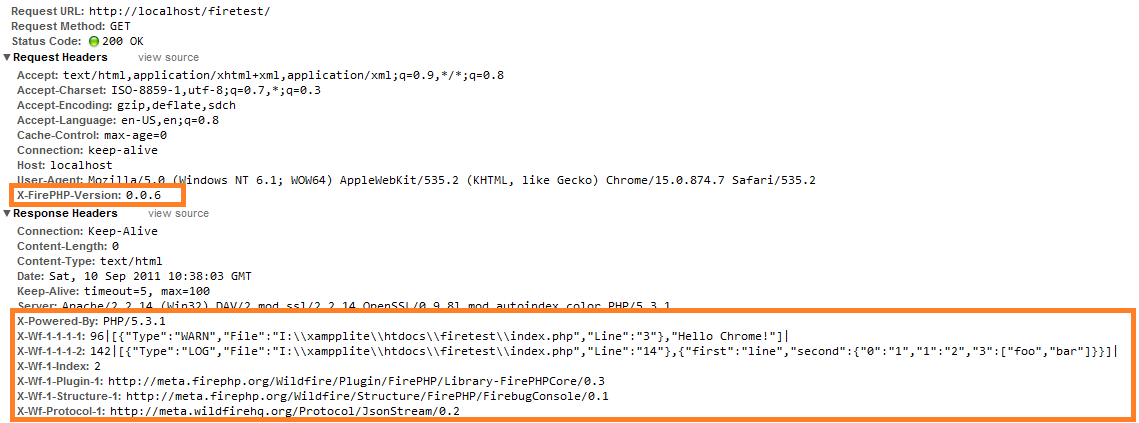 Request URL: http://localhost/firetest/
Request Method: GET
Status Code: 200 OK
Request Headers view source
Accept: text/html,application/xhtml+xml,application/xml;q=0.9,*/*;q=0.8
Accept-Charset: ISO-8859-1,utf-8;q=0.7,*;q=0.3
Accept-Encoding: gzip,deflate,sdch
Accept-Language: en-US,en;q=0.8
Cache-Control: max-age=0
Connection: keep-alive
Host: localhost
User-Agent: Mozilla/5.0 (Windows NT 6.1; WOW64) AppleWebKit/535.2 (KHTML, like Gecko) Chrome/15.0.874.7 Safari/535.2
X-FirePHP-Version: 0.0.6
Response Headers view source
Connection: Keep-Alive
Content-Length: 0
Content-Type: text/html
Date: Sat, 10 Sep 2011 10:38:03 GMT
Keep-Alive: timeout=5, max=100
Server: Apache/2.2.14 (Win32) DAV/2 mod_ssl/2.2.14 OpenSSL/0.9.8l mod_autoindex_color PHP/5.3.1
X-Powered-By: PHP/5.3.1
X-Wf-1-1-1-1: 96|[{"Type":"WARN","File":"I:\\xampplite\\htdocs\\firetest\\index.php","Line":"3"},"Hello Chrome!"]|
X-Wf-1-1-1-2: 142|[{"Type":"LOG","File":"I:\\xampplite\\htdocs\\firetest\\index.php","Line":"14"},{"first":"line","second":{"0":"1","1":"2","3":["foo","bar"]}}]|
X-Wf-1-Index: 2
X-Wf-1-Plugin-1: http://meta.firephp.org/Wildfire/Plugin/FirePHP/Library-FirePHPCore/0.3
X-Wf-1-Structure-1: http://meta.firephp.org/Wildfire/Structure/FirePHP/FirebugConsole/0.1
X-Wf-Protocol-1: http://meta.wildfirehq.org/Protocol/JsonStream/0.2